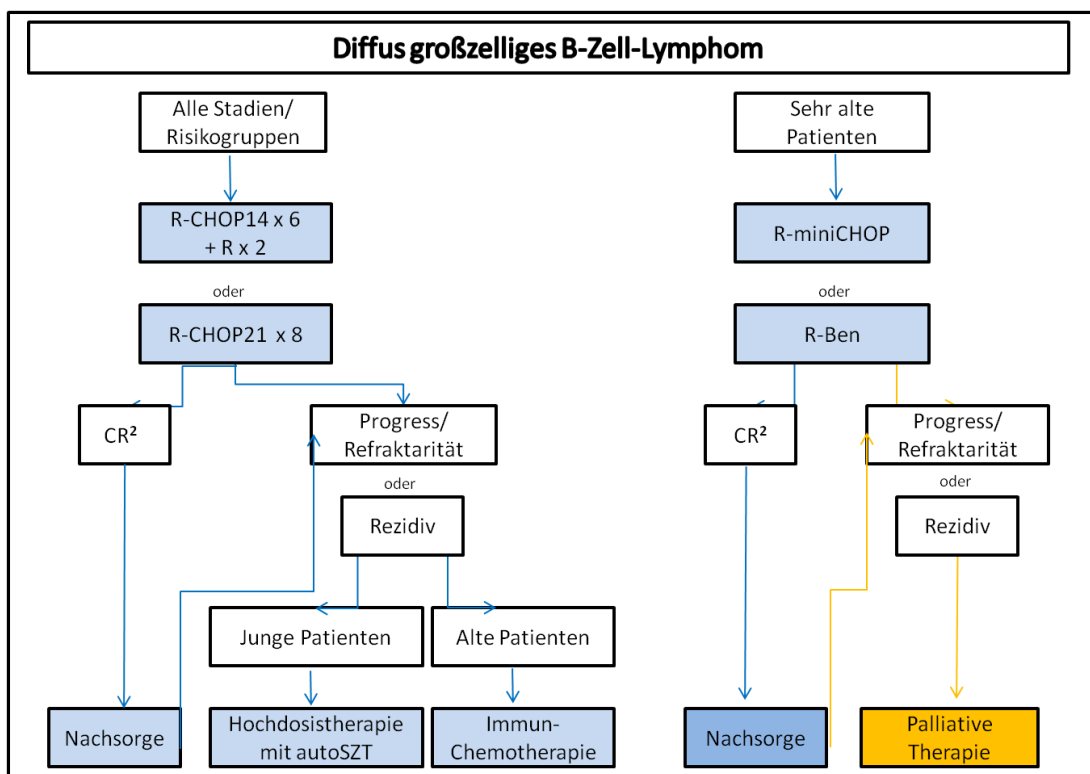 Diffus großzelliges B-Zell-Lymphom
Alle Stadien/
Risikogruppen
R-CHOP14 x 6
+ R x 2
oder
R-CHOP21 x 8
CR²
Progress/
Refraktarität
oder
Rezidiv
Junge Patienten
Alte Patienten
Nachsorge
Hochdosistherapie
mit autoSZT
Immun-
Chemotherapie
Sehr alte
Patienten
R-miniCHOP
oder
R-Ben
CR²
Progress/
Refraktarität
oder
Rezidiv
Nachsorge
Palliative
Therapie